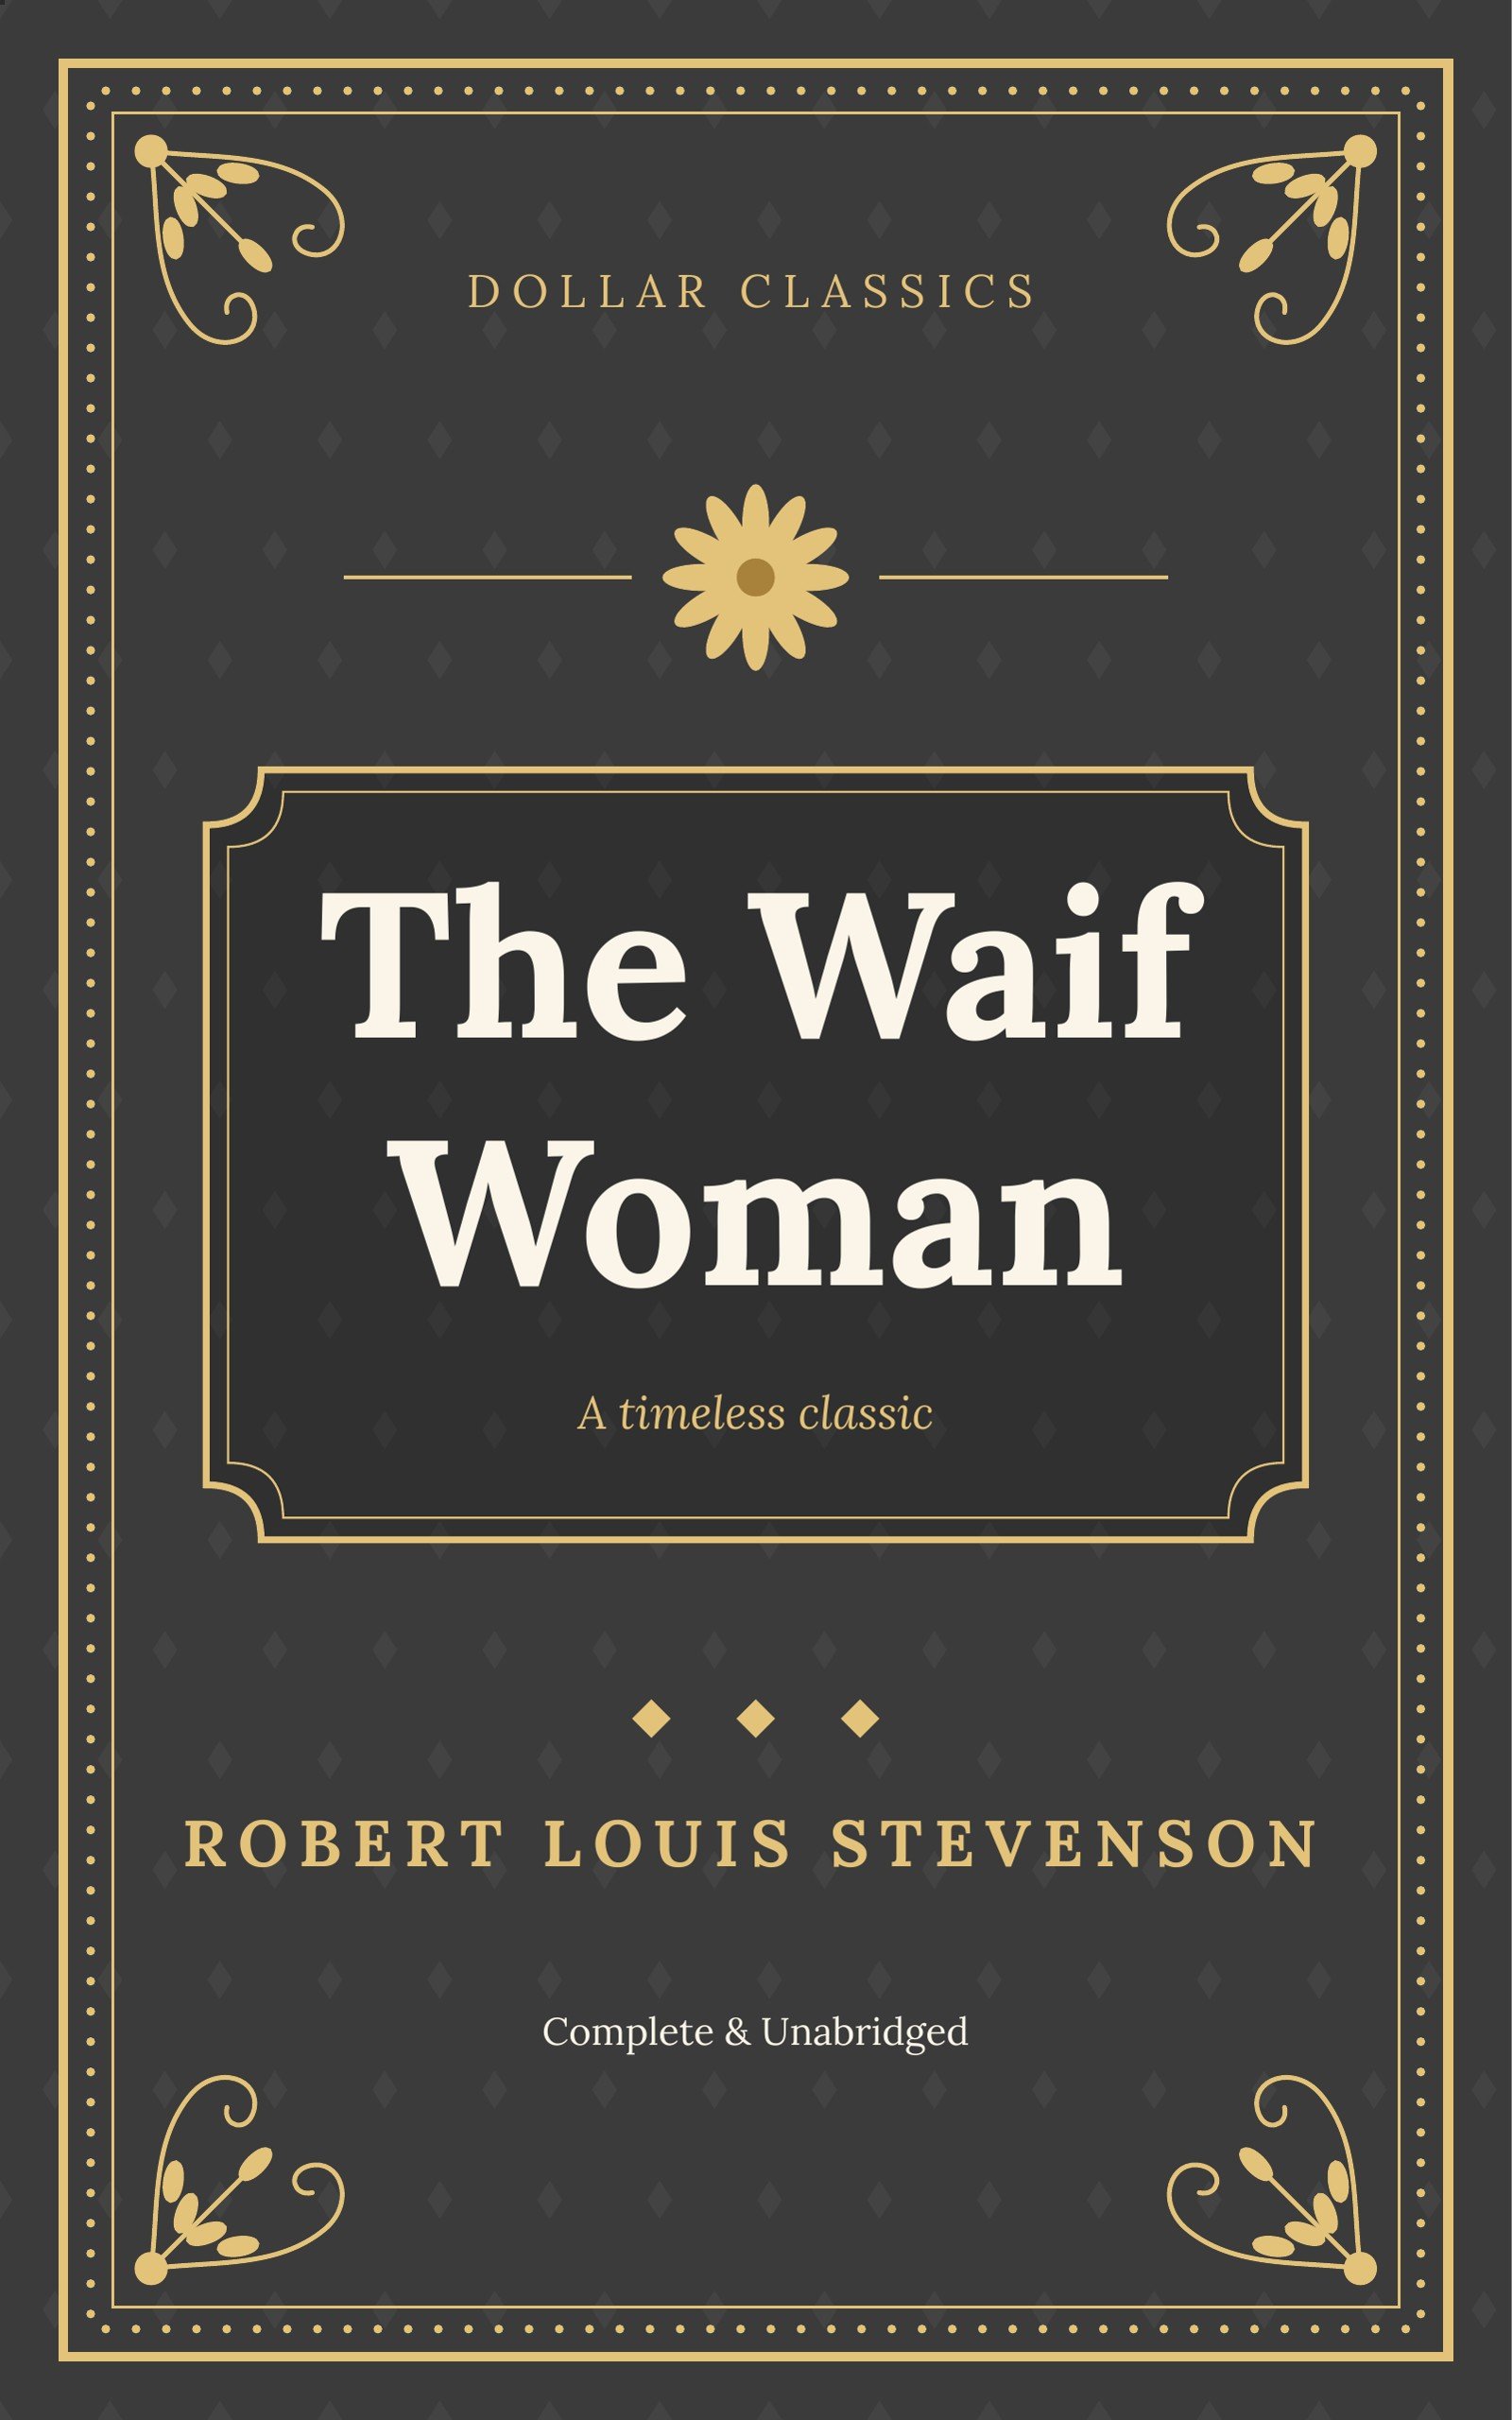 DOLLAR CLASSICS
The Waif
Woman
A timeless classic
ROBERT LOUIS STEVENSON
Complete & Unabridged